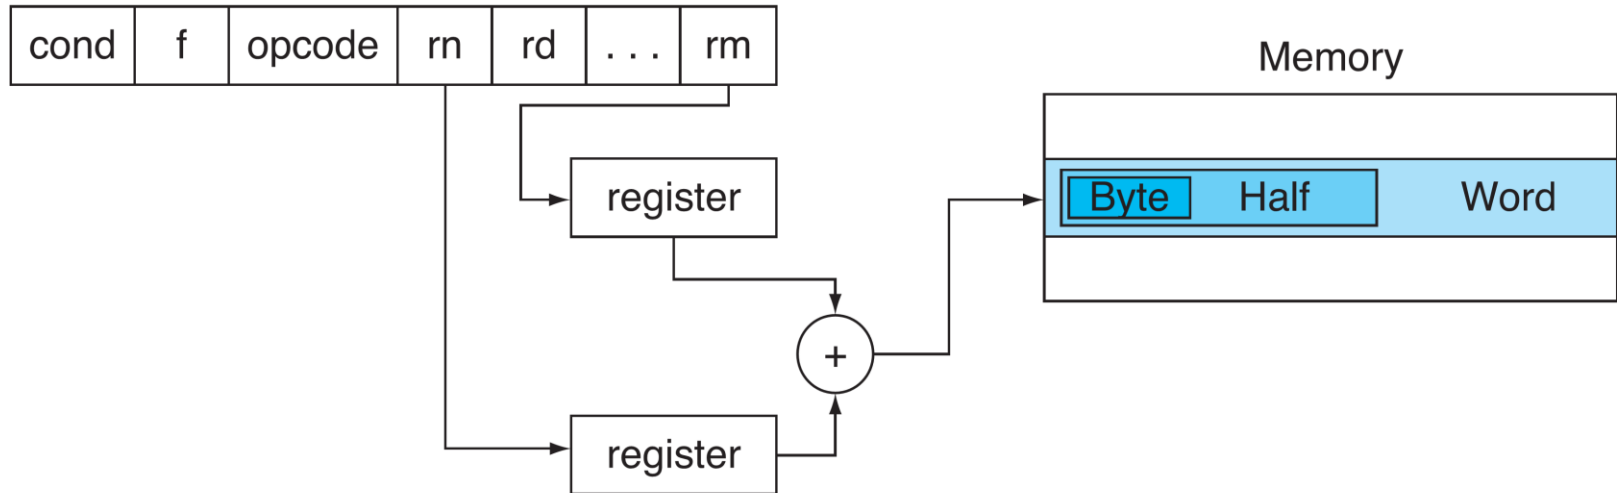 cond f opcode rn rd . . . rm
Memory
register
Byte Half Word
+
register